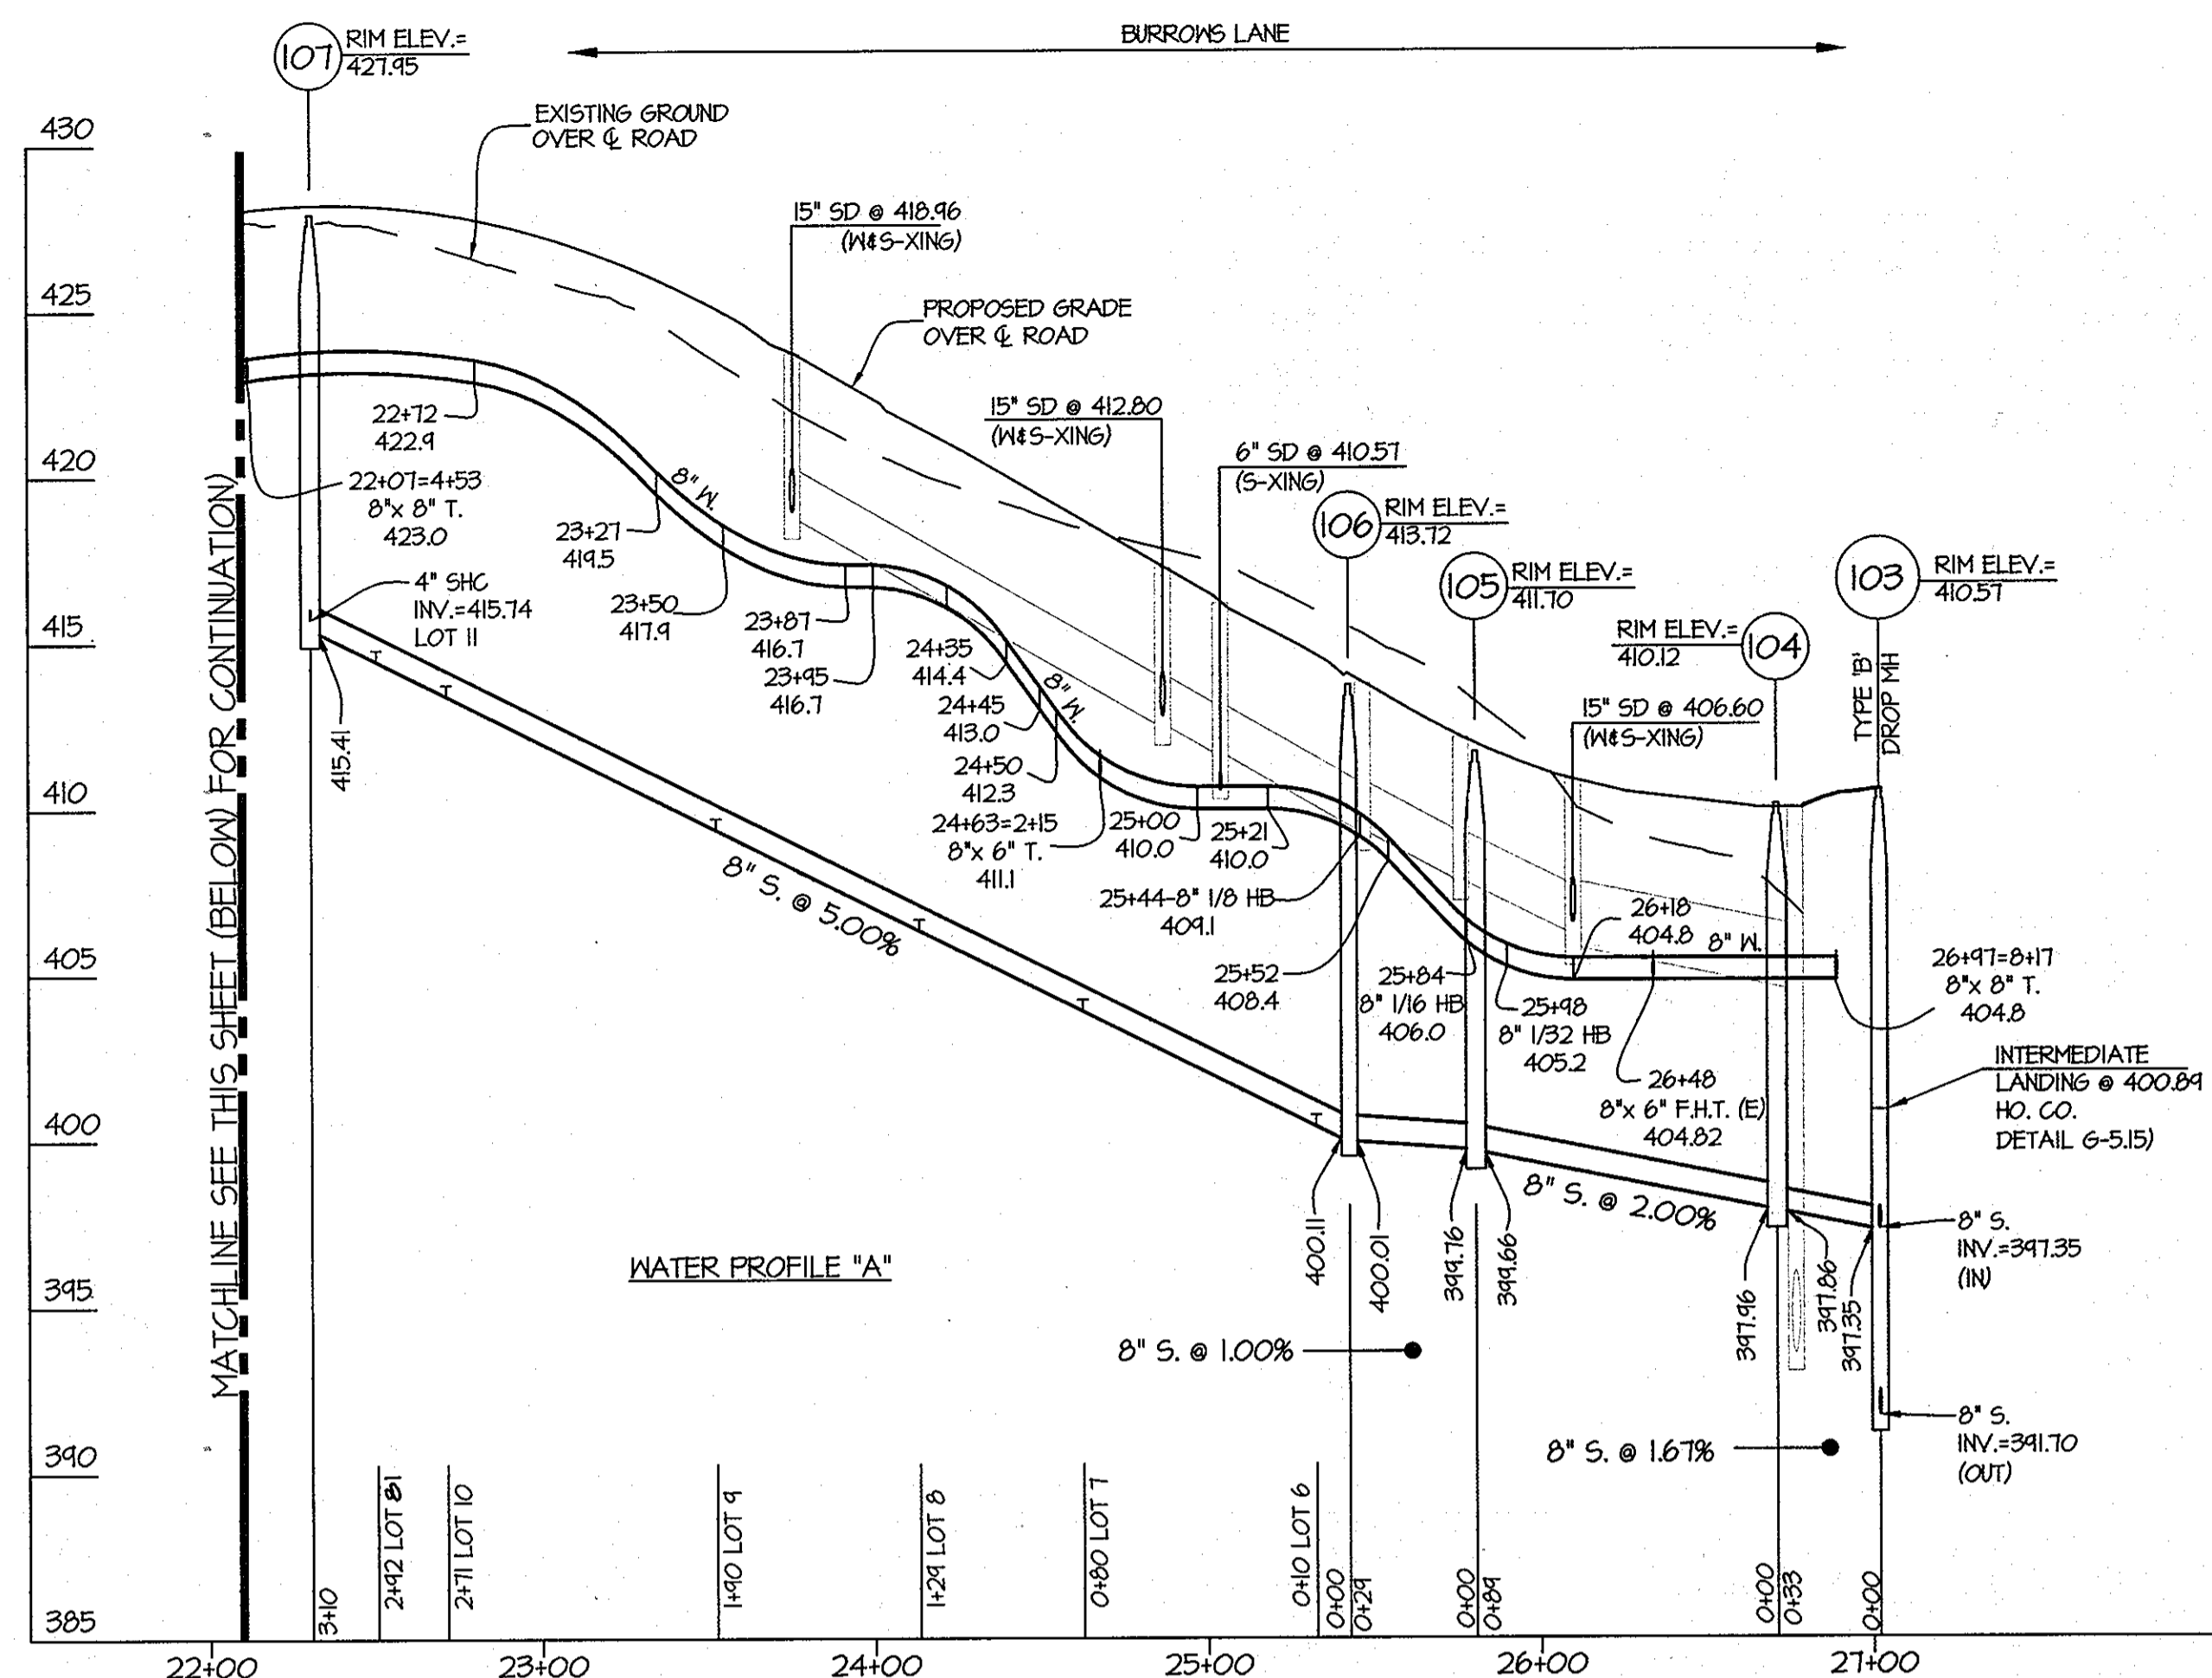 BURROWS LANE
107
RIM ELEV.=
427.95
EXISTING GROUND
OVER ℄ ROAD
15" SD @ 418.96
(W&S-XING)
PROPOSED GRADE
OVER ℄ ROAD
15" SD @ 412.80
(W&S-XING)
6" SD @ 410.57
(S-XING)
106
RIM ELEV.=
413.72
105
RIM ELEV.=
411.70
RIM ELEV.=
410.12
104
103
RIM ELEV.=
410.57
TYPE 'B'
DROP MH
15" SD @ 406.60
(W&S-XING)
430
425
420
415
410
405
400
395
390
385
MATCHLINE SEE THIS SHEET (BELOW) FOR CONTINUATION)
22+72
422.9
22+07=4+53
8"x 8" T.
423.0
4" SHC
INV.=415.74
LOT 11
415.41
8" W.
23+27
419.5
23+50
417.9
23+87
416.7
23+95
416.7
24+35
414.4
24+45
413.0
8" W.
24+50
412.3
24+63=2+15
8"x 6" T.
411.1
25+00
410.0
25+21
410.0
25+44-8" 1/8 HB
409.1
25+52
408.4
25+84
8" 1/16 HB
406.0
25+98
8" 1/32 HB
405.2
26+18
404.8
8" W.
26+48
8"x 6" F.H.T. (E)
404.82
26+97=8+17
8"x 8" T.
404.8
INTERMEDIATE
LANDING @ 400.89
HO. CO.
DETAIL G-5.15)
8" S. @ 5.00%
8" S. @ 2.00%
400.11
400.01
399.76
399.66
397.96
397.86
397.35
8" S.
INV.=397.35
(IN)
8" S.
INV.=391.70
(OUT)
WATER PROFILE "A"
8" S. @ 1.00%
8" S. @ 1.67%
3+10
2+92 LOT 81
2+71 LOT 10
1+90 LOT 9
1+29 LOT 8
0+80 LOT 7
0+10 LOT 6
0+00
0+29
0+00
0+89
0+00
0+33
0+00
22+00
23+00
24+00
25+00
26+00
27+00